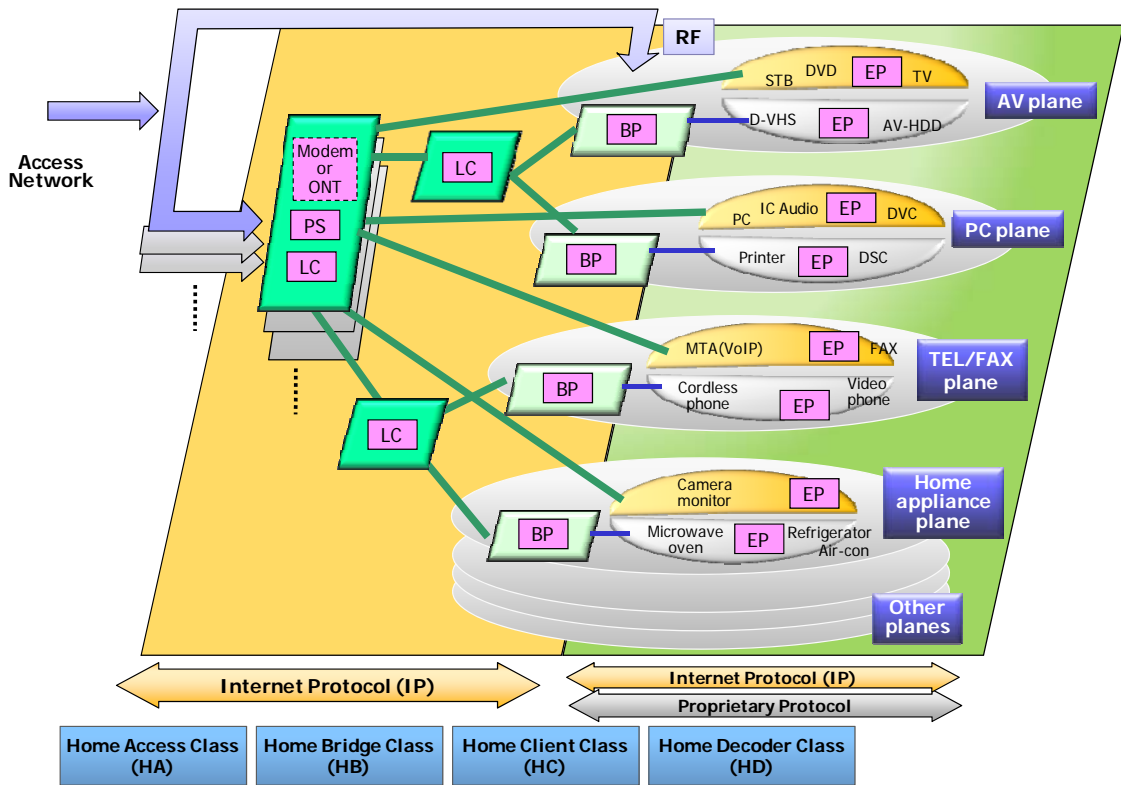 RF
STB
DVD
EP
TV
AV plane
D-VHS
EP
AV-HDD
Access
Network
Modem
or
ONT
PS
LC
LC
BP
PC
IC Audio
EP
DVC
PC plane
BP
Printer
EP
DSC
MTA(VoIP)
EP
FAX
TEL/FAX
plane
BP
Cordless
phone
EP
Video
phone
LC
Camera
monitor
EP
Home
appliance
plane
BP
Microwave
oven
EP
Refrigerator
Air-con
Other
planes
Internet Protocol (IP)
Internet Protocol (IP)
Proprietary Protocol
Home Access Class
(HA)
Home Bridge Class
(HB)
Home Client Class
(HC)
Home Decoder Class
(HD)